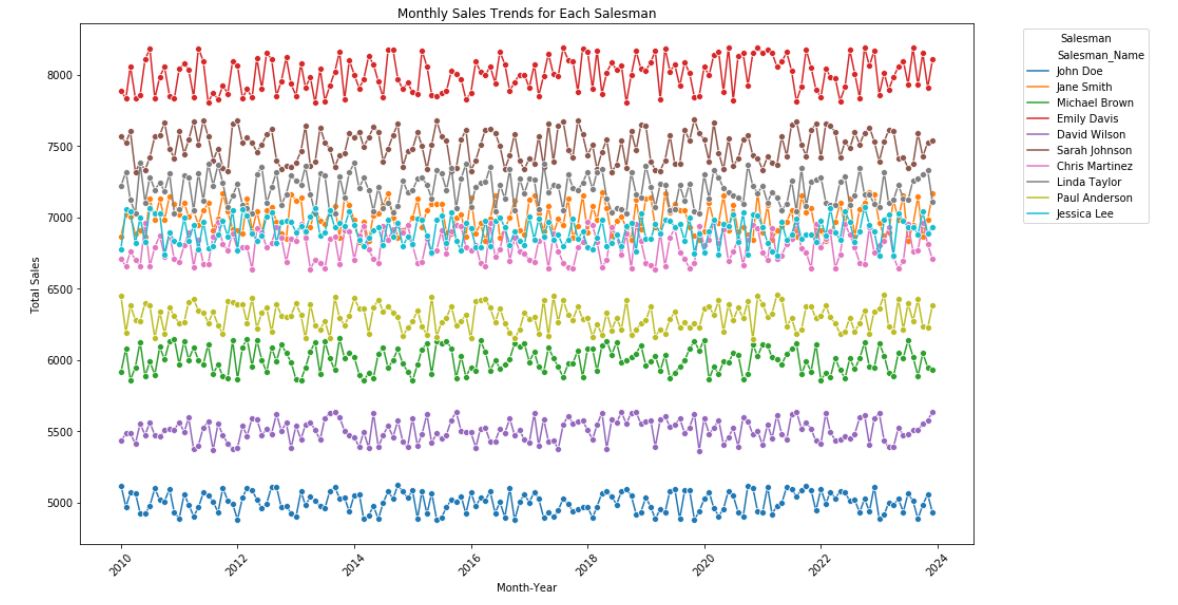 Monthly Sales Trends for Each Salesman
Total Sales
8000
7500
7000
6500
6000
5500
5000
2010
2012
2014
2016
2018
2020
2022
2024
Month-Year
Salesman
Salesman_Name
John Doe
Jane Smith
Michael Brown
Emily Davis
David Wilson
Sarah Johnson
Chris Martinez
Linda Taylor
Paul Anderson
Jessica Lee